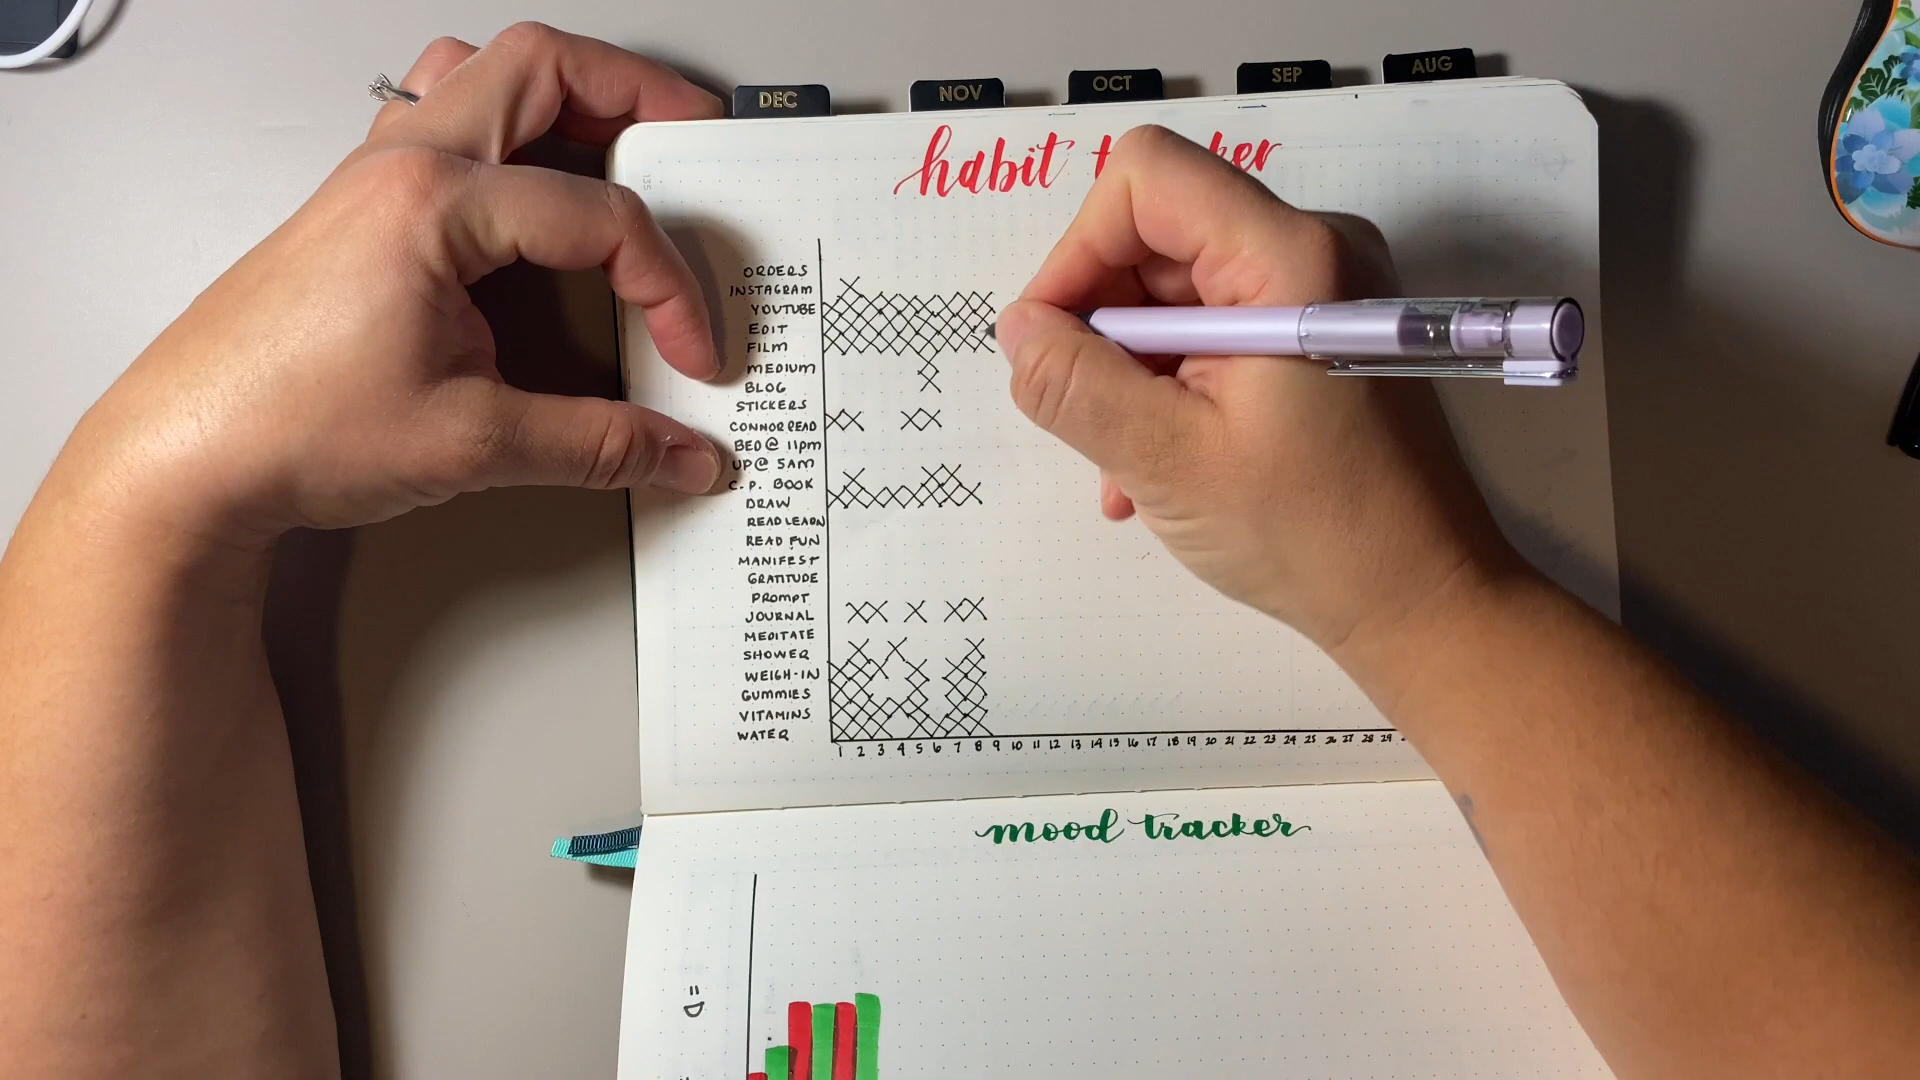 DEC NOV OCT SEP AUG
135
habit tracker
ORDERS
INSTAGRAM
YOUTUBE
EDIT
FILM
MEDIUM
BLOG
STICKERS
CONNOR READ
BED @ 11pm
UP @ 5AM
C.P. BOOK
DRAW
READ LEARN
READ FUN
MANIFEST
GRATITUDE
PROMPT
JOURNAL
MEDITATE
SHOWER
WEIGH-IN
GUMMIES
VITAMINS
WATER
1 2 3 4 5 6 7 8 9 10 11 12 13 14 15 16 17 18 19 20 21 22 23 24 25 26 27 28 29
mood tracker
=D